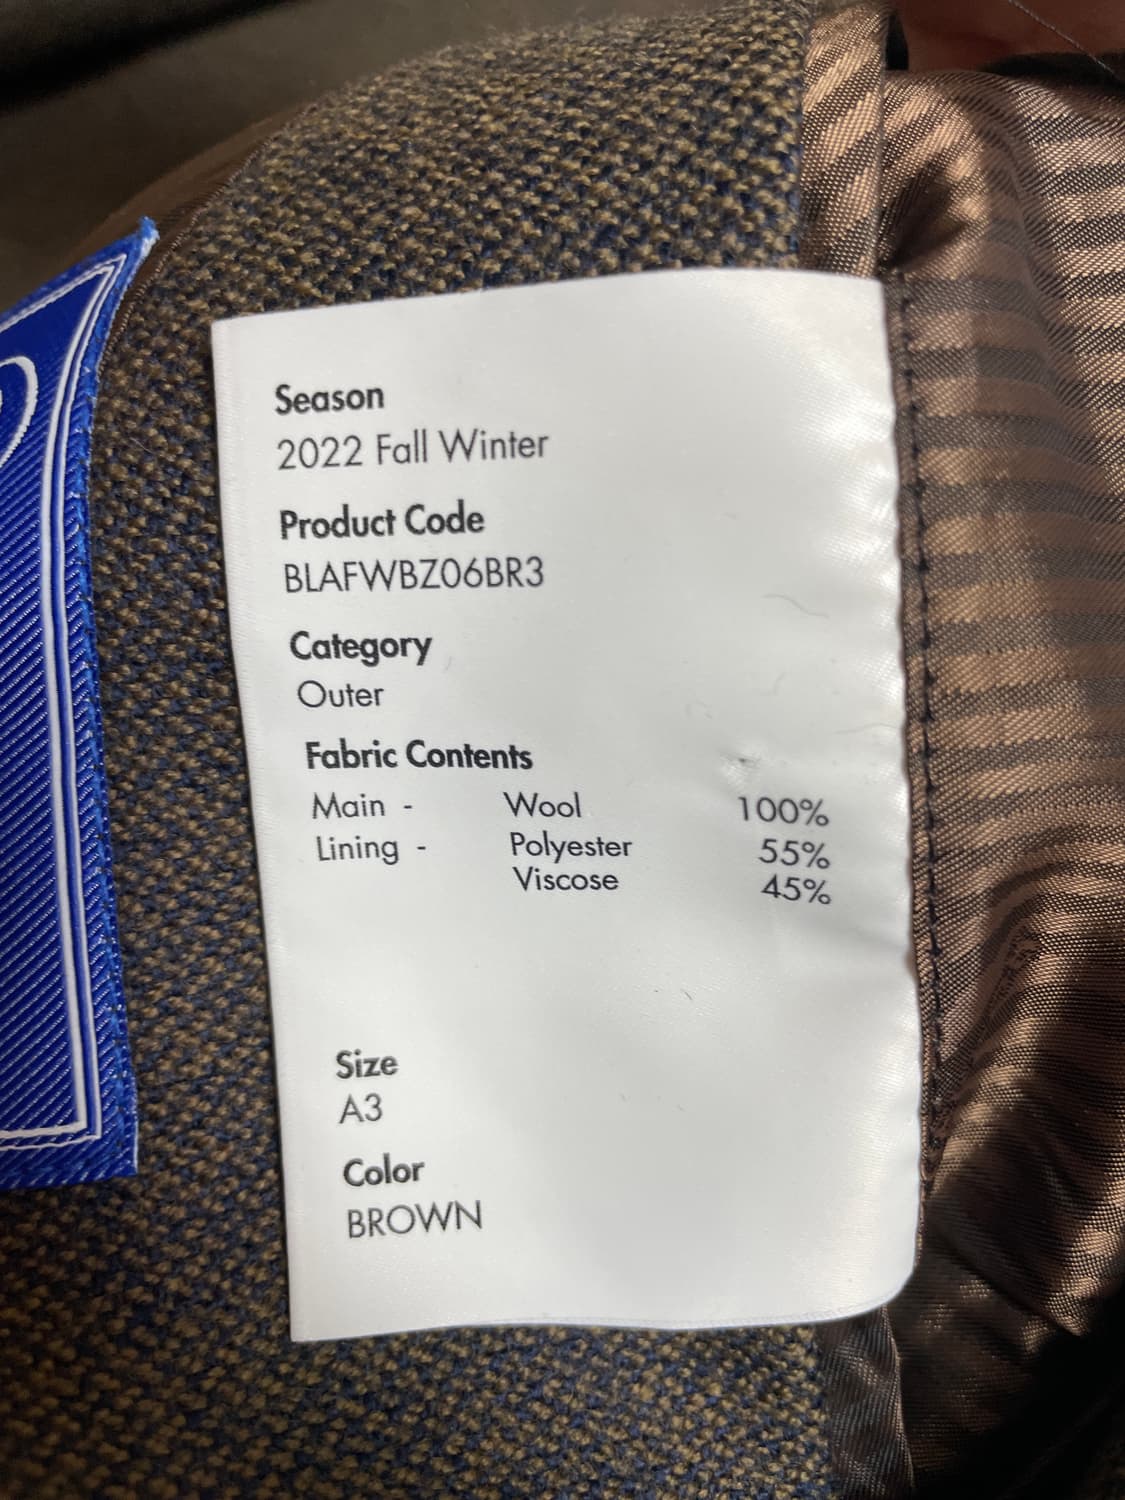 Season
2022 Fall Winter
Product Code
BLAFWBZ06BR3
Category
Outer
Fabric Contents
Main - Wool 100%
Lining - Polyester 55%
Viscose 45%
Size
A3
Color
BROWN